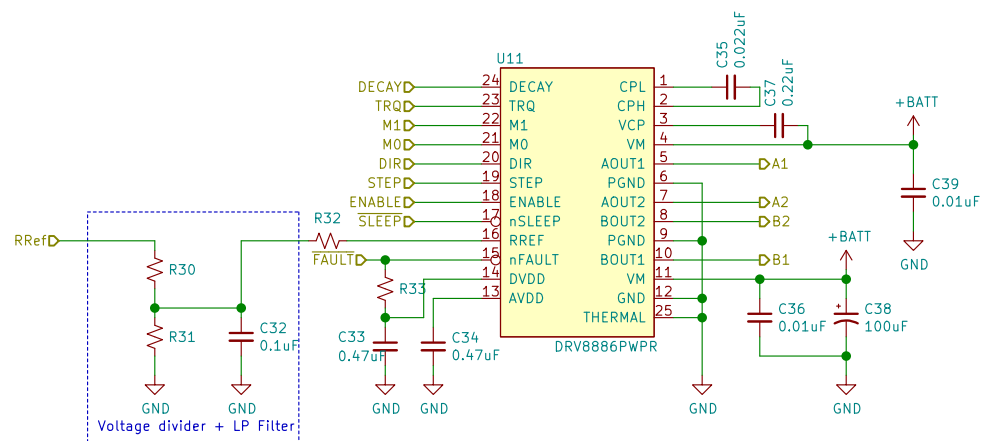 U11
DRV8886PWPR
DECAY
TRQ
M1
M0
DIR
STEP
ENABLE
SLEEP
FAULT
24 DECAY
23 TRQ
22 M1
21 M0
20 DIR
19 STEP
18 ENABLE
17 nSLEEP
16 RREF
15 nFAULT
14 DVDD
13 AVDD
CPL 1
CPH 2
VCP 3
VM 4
AOUT1 5
PGND 6
AOUT2 7
BOUT2 8
PGND 9
BOUT1 10
VM 11
GND 12
THERMAL 25
A1
A2
B2
B1
C35
0.022uF
C37
0.22uF
+BATT
C39
0.01uF
GND
+BATT
C36
0.01uF
C38
100uF
+
GND
GND
RRef
R30
R31
R32
R33
C32
0.1uF
C33
0.47uF
C34
0.47uF
GND
GND
GND
GND
Voltage divider + LP Filter